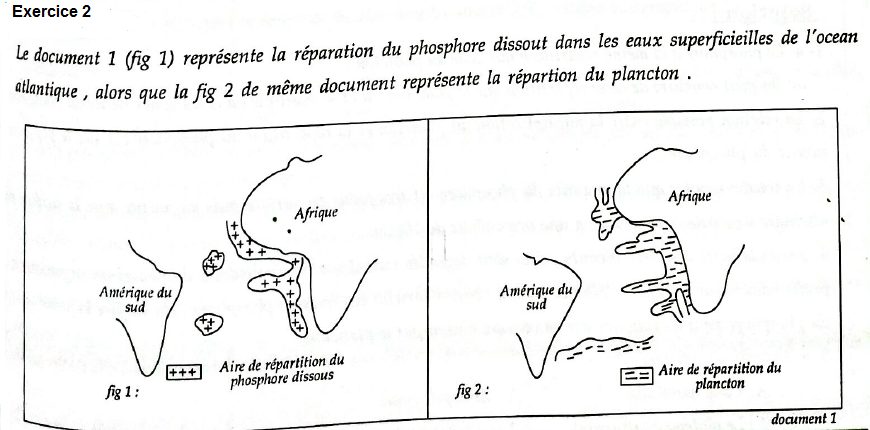 Exercice 2
Le document 1 (fig 1) représente la réparation du phosphore dissout dans les eaux superficieilles de l'ocean
atlantique , alors que la fig 2 de même document représente la répartion du plancton .
Afrique
Amérique du
sud
+++ Aire de répartition du
phosphore dissous
fig 1 :
Afrique
Amérique du
sud
Aire de répartition du
plancton
fig 2 :
document 1